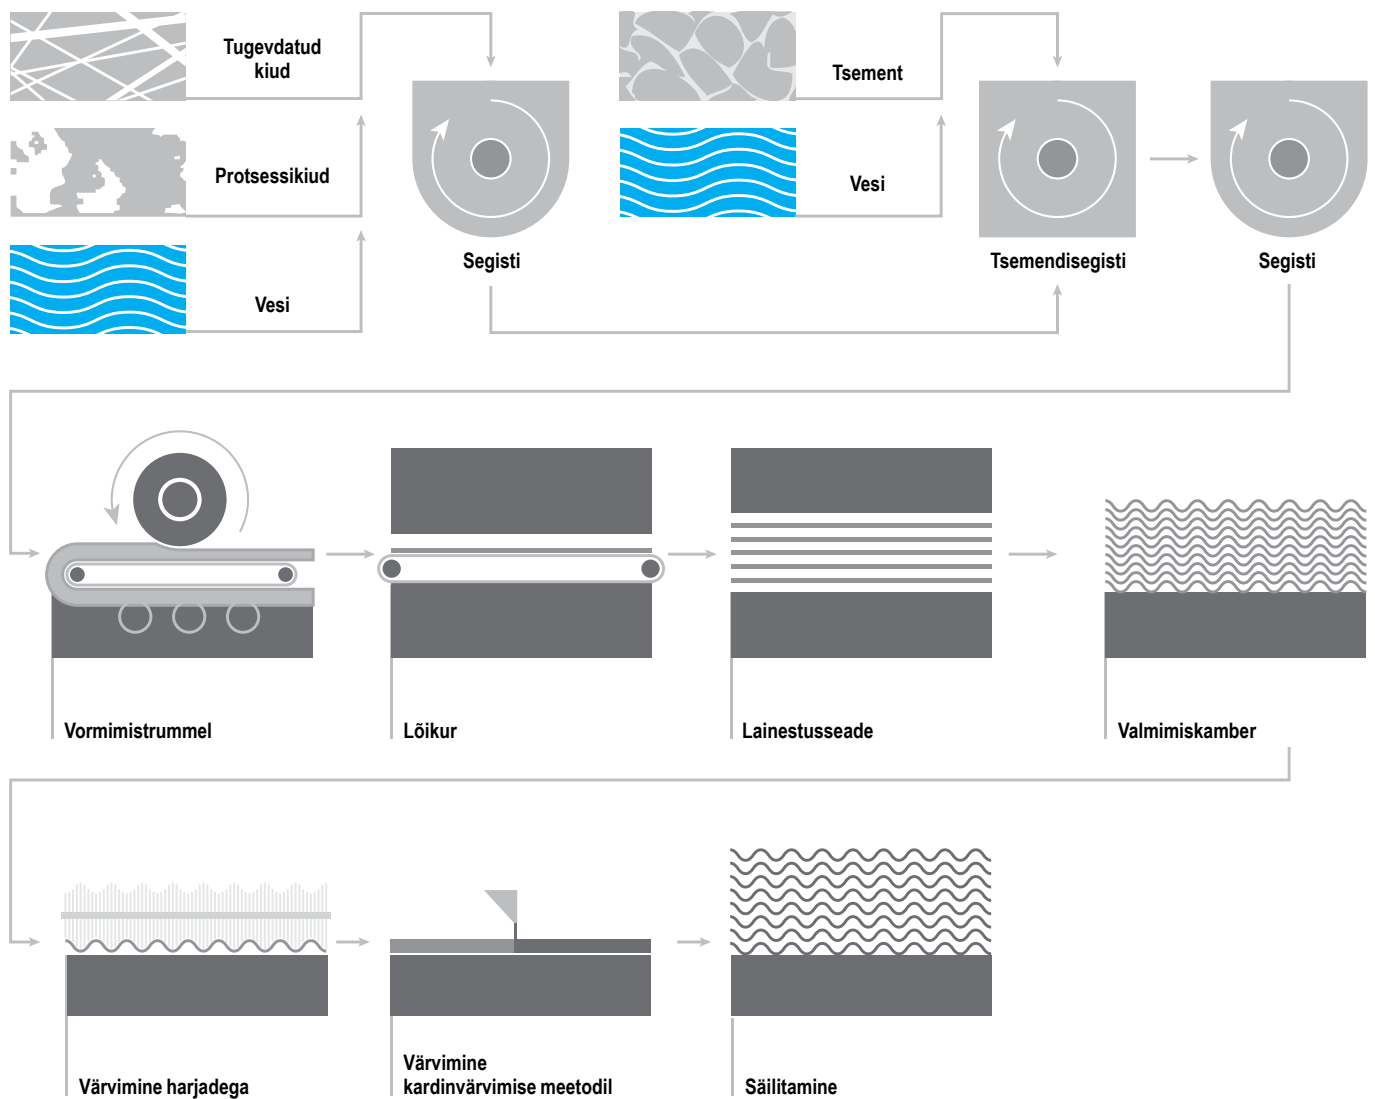 Tugevdatud
kiud
Tsement
Protsessikiud
Vesi
Vesi
Segisti
Tsemendisegisti
Segisti
Vormimistrummel
Lõikur
Lainestusseade
Valmimiskamber
Värvimine harjadega
Värvimine
kardinvärvimise meetodil
Säilitamine